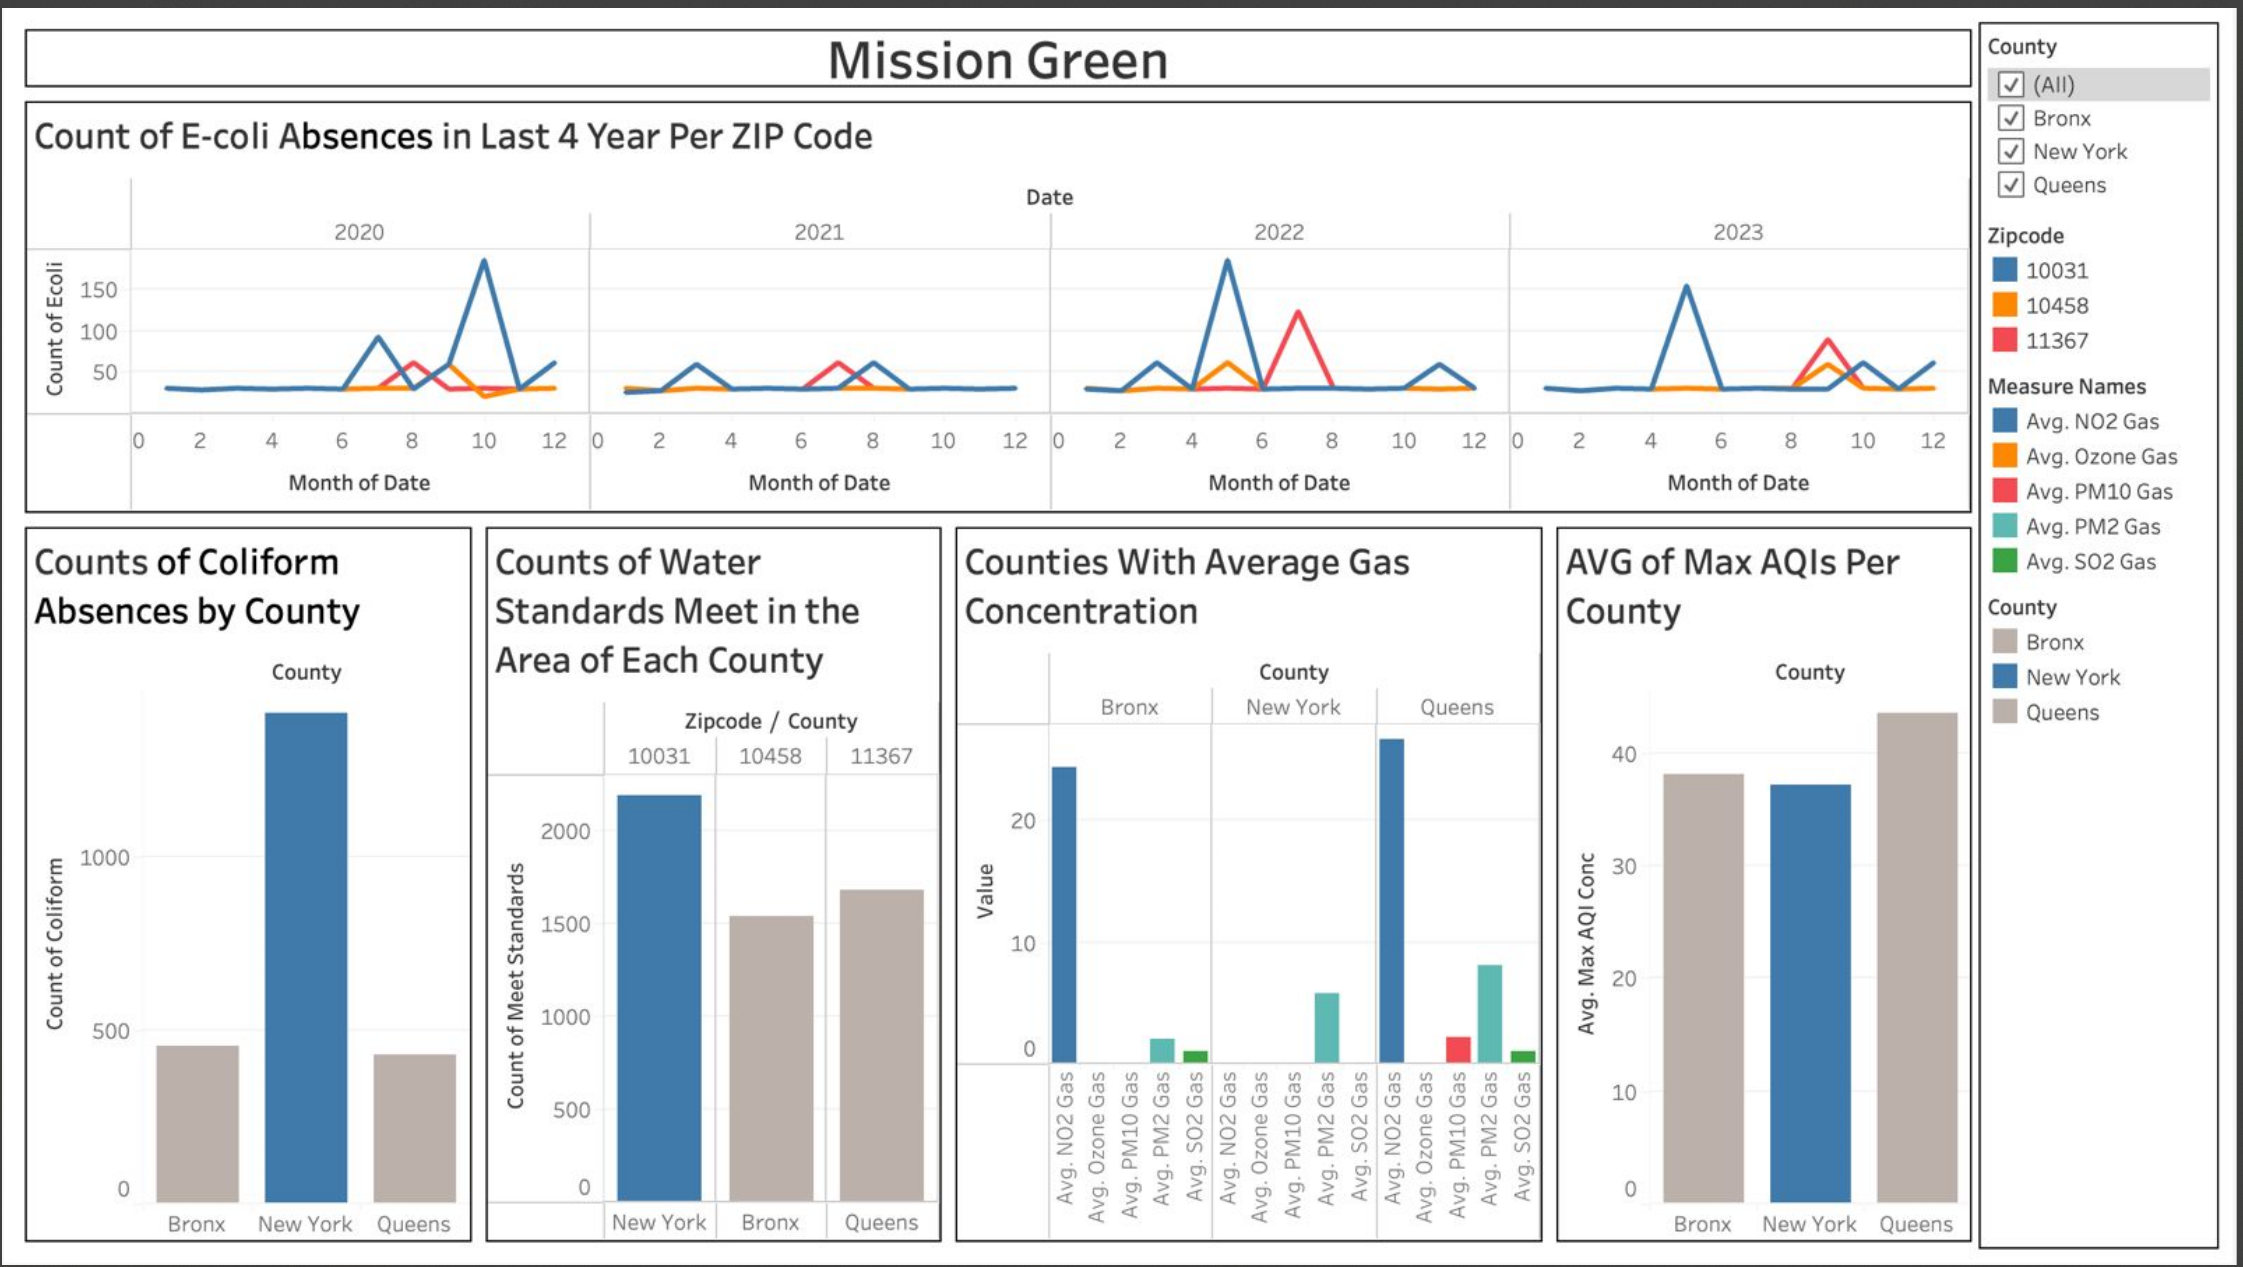 Mission Green
Count of E-coli Absences in Last 4 Year Per ZIP Code
Date
2020
2021
2022
2023
Count of Ecoli
150
100
50
0 2 4 6 8 10 12
0 2 4 6 8 10 12
0 2 4 6 8 10 12
0 2 4 6 8 10 12
Month of Date
Month of Date
Month of Date
Month of Date
Counts of Coliform
Absences by County
County
Count of Coliform
1000
500
0
Bronx
New York
Queens
Counts of Water
Standards Meet in the
Area of Each County
Zipcode / County
10031
10458
11367
Count of Meet Standards
2000
1500
1000
500
0
New York
Bronx
Queens
Counties With Average Gas
Concentration
County
Bronx
New York
Queens
Value
20
10
0
Avg. NO2 Gas
Avg. Ozone Gas
Avg. PM10 Gas
Avg. PM2 Gas
Avg. SO2 Gas
Avg. NO2 Gas
Avg. Ozone Gas
Avg. PM10 Gas
Avg. PM2 Gas
Avg. SO2 Gas
Avg. NO2 Gas
Avg. Ozone Gas
Avg. PM10 Gas
Avg. PM2 Gas
Avg. SO2 Gas
AVG of Max AQIs Per
County
County
Avg. Max AQI Conc
40
30
20
10
0
Bronx
New York
Queens
County
(All)
Bronx
New York
Queens
Zipcode
10031
10458
11367
Measure Names
Avg. NO2 Gas
Avg. Ozone Gas
Avg. PM10 Gas
Avg. PM2 Gas
Avg. SO2 Gas
County
Bronx
New York
Queens